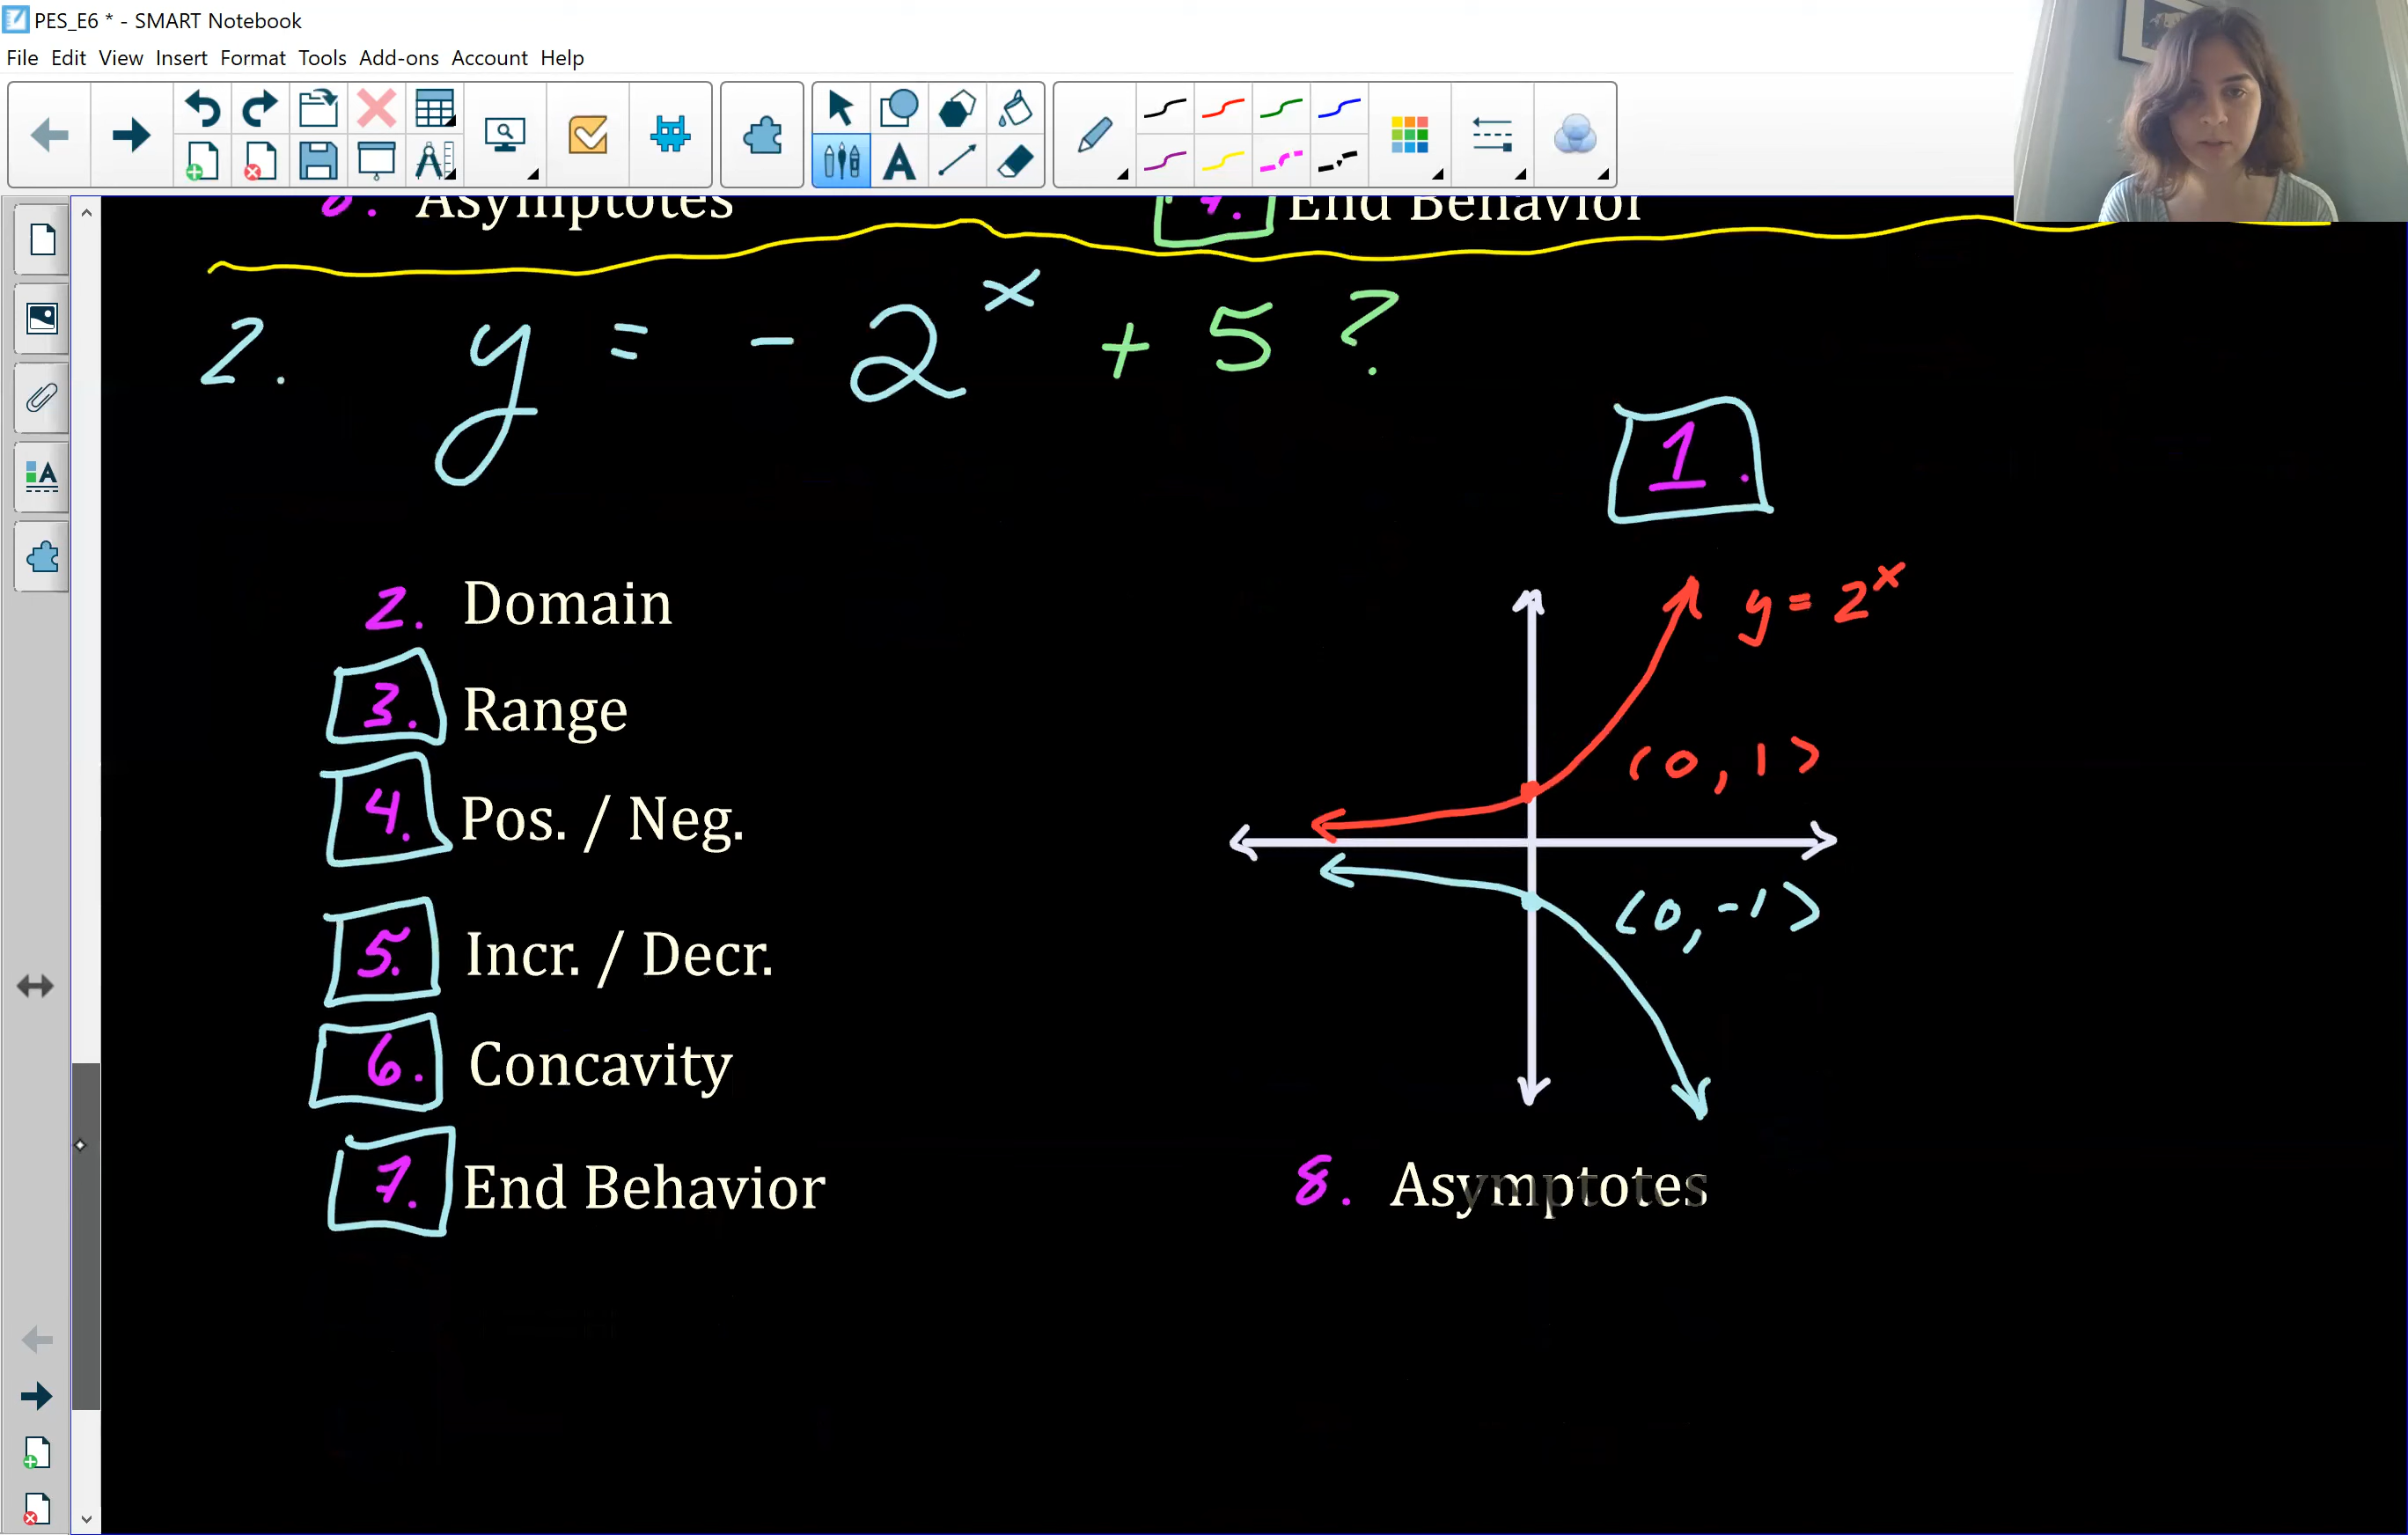 PES_E6 * - SMART Notebook
File Edit View Insert Format Tools Add-ons Account Help
8. Asymptotes
7. End Behavior
2. y = - 2^x + 5 ?
1.
2. Domain
3. Range
4. Pos. / Neg.
5. Incr. / Decr.
6. Concavity
7. End Behavior
y = 2^x
(0, 1)
(0, -1)
8. Asymptotes